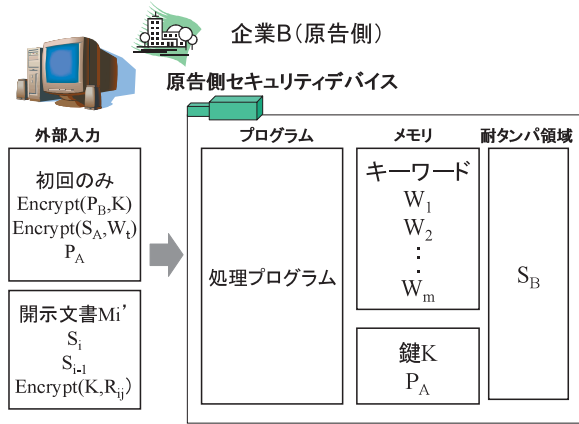 企業B(原告側)
原告側セキュリティデバイス
外部入力
初回のみ
Encrypt(P_B,K)
Encrypt(S_A,W_t)
P_A
開示文書Mi’
S_i
S_{i-1}
Encrypt(K,R_{ij})
プログラム
処理プログラム
メモリ
キーワード
W_1
W_2
:
:
W_m
鍵K
P_A
耐タンパ領域
S_B